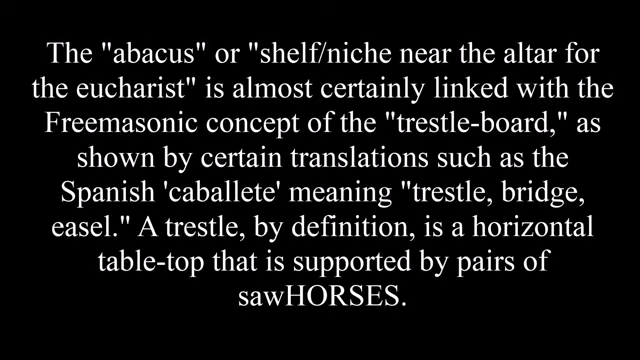 The "abacus" or "shelf/niche near the altar for
the eucharist" is almost certainly linked with the
Freemasonic concept of the "trestle-board," as
shown by certain translations such as the
Spanish 'caballete' meaning "trestle, bridge,
easel." A trestle, by definition, is a horizontal
table-top that is supported by pairs of
sawHORSES.